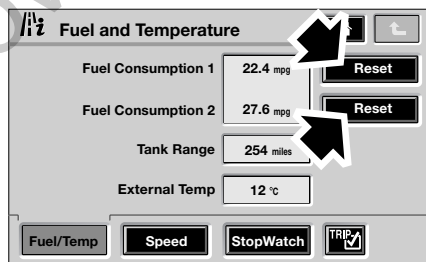 i Fuel and Temperature
Fuel Consumption 1 22.4 mpg Reset
Fuel Consumption 2 27.6 mpg Reset
Tank Range 254 miles
External Temp 12 °C
Fuel/Temp Speed StopWatch TRIP